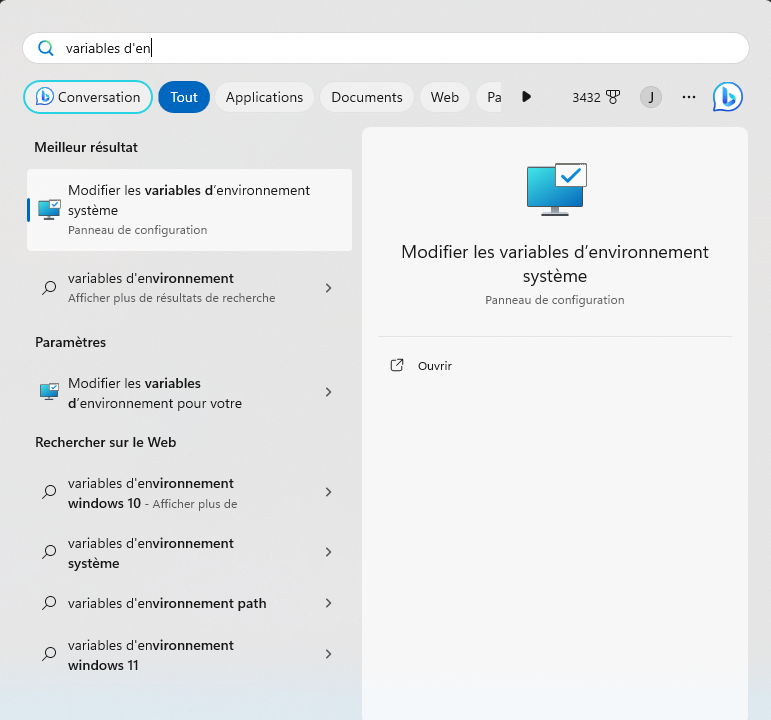 variables d'en
Conversation
Tout
Applications
Documents
Web
Pa
3432
J
Meilleur résultat
Modifier les variables d'environnement
système
Panneau de configuration
variables d'environnement
Afficher plus de résultats de recherche
Paramètres
Modifier les variables
d'environnement pour votre
Rechercher sur le Web
variables d'environnement
windows 10 - Afficher plus de
variables d'environnement
système
variables d'environnement path
variables d'environnement
windows 11
Modifier les variables d'environnement
système
Panneau de configuration
Ouvrir